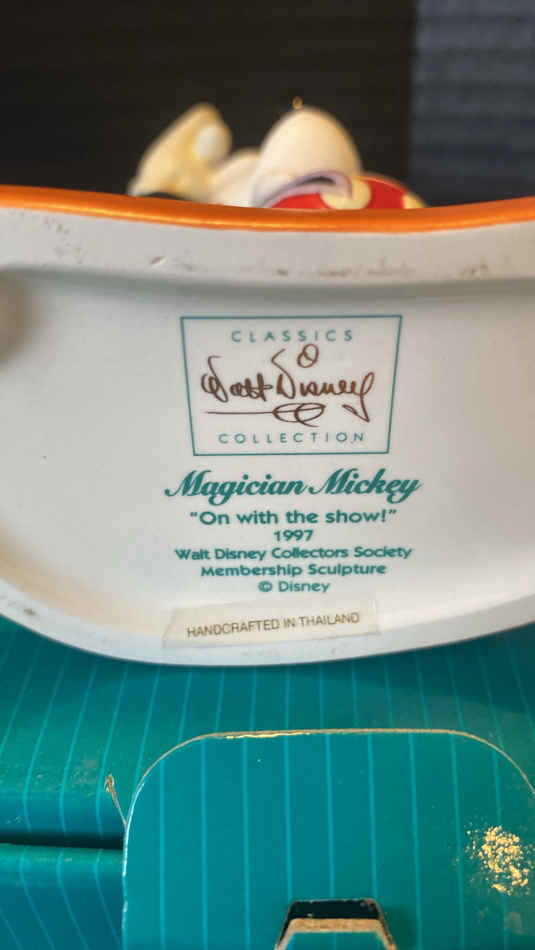 CLASSICS
Walt Disney
COLLECTION
Magician Mickey
“On with the show!”
1997
Walt Disney Collectors Society
Membership Sculpture
© Disney
HANDCRAFTED IN THAILAND